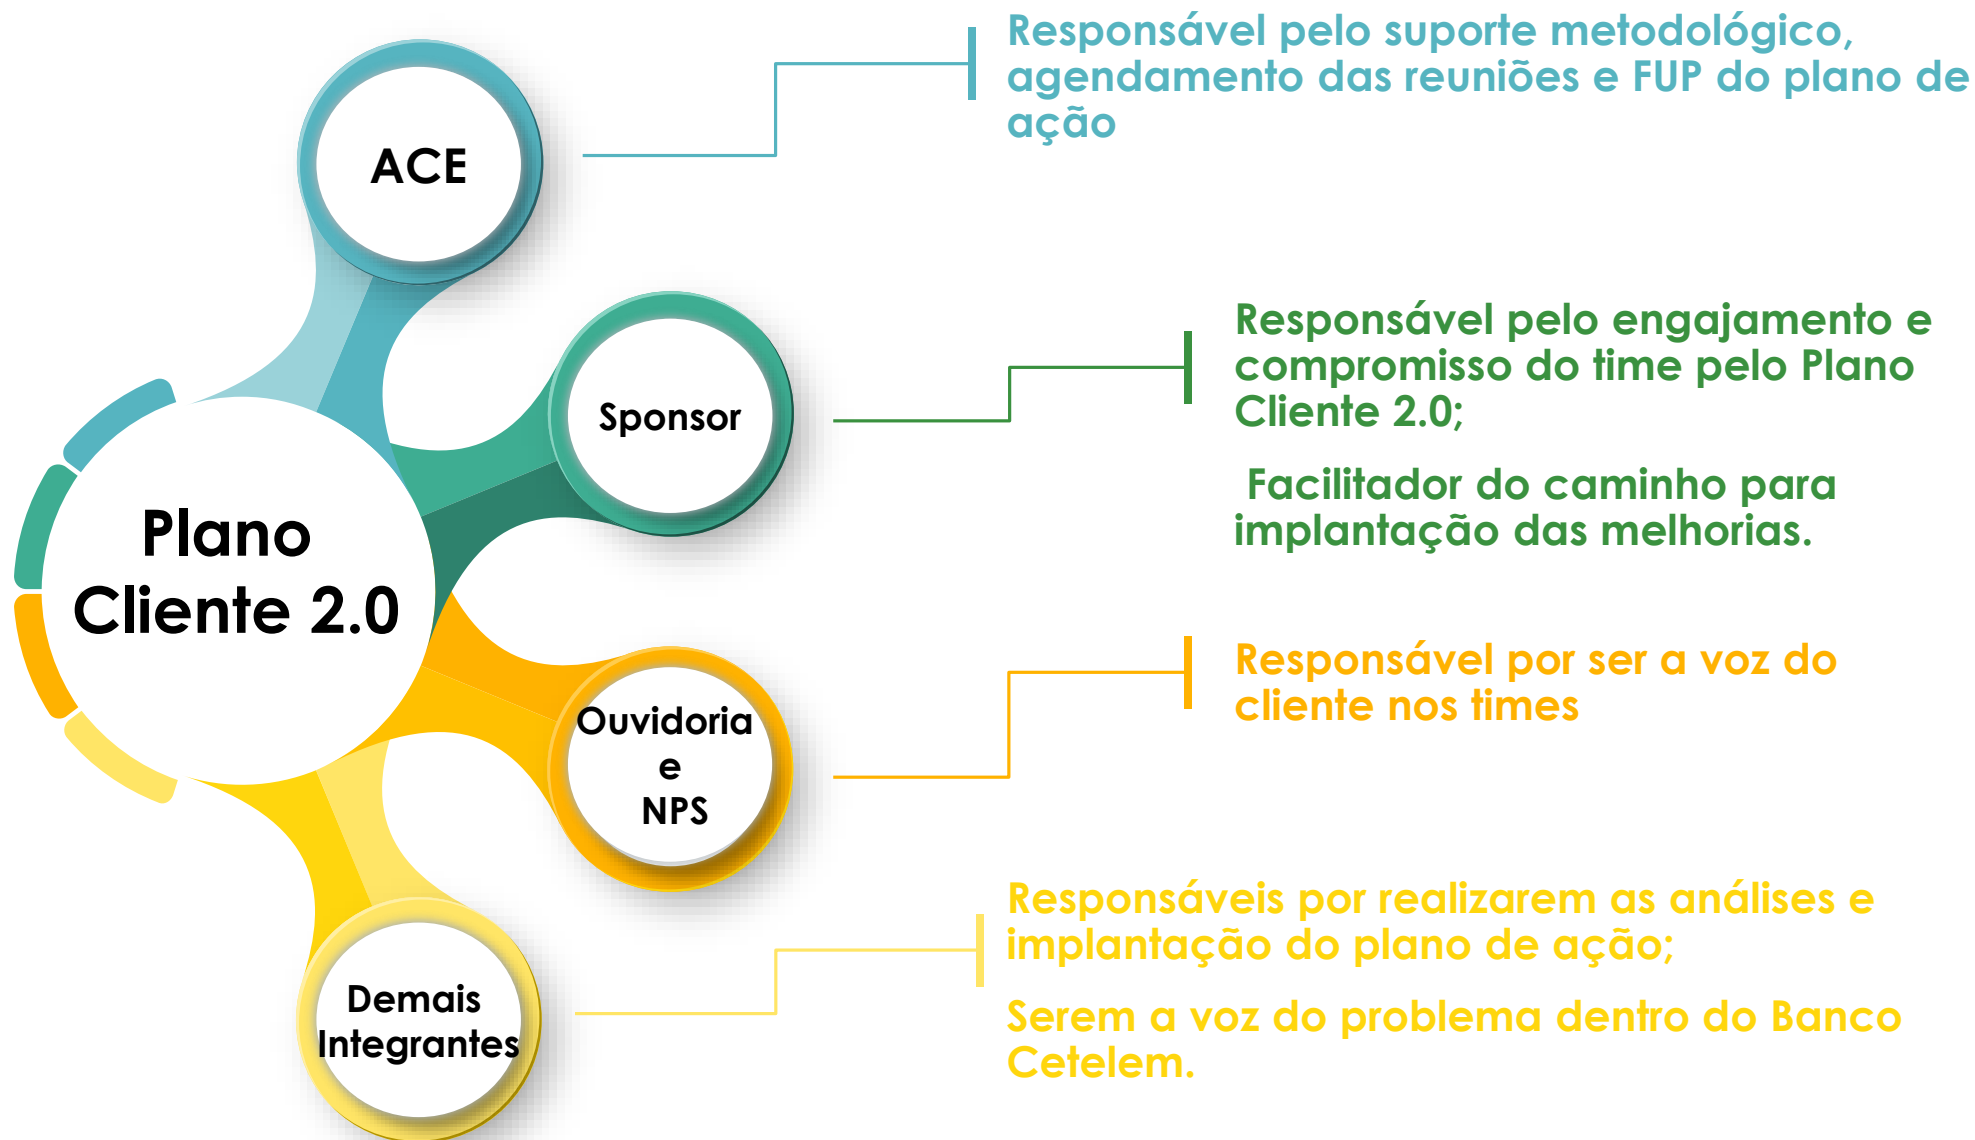 Plano
Cliente 2.0
ACE
Responsável pelo suporte metodológico,
agendamento das reuniões e FUP do plano de
ação
Sponsor
Responsável pelo engajamento e
compromisso do time pelo Plano
Cliente 2.0;
Facilitador do caminho para
implantação das melhorias.
Ouvidoria
e
NPS
Responsável por ser a voz do
cliente nos times
Demais
Integrantes
Responsáveis por realizarem as análises e
implantação do plano de ação;
Serem a voz do problema dentro do Banco
Cetelem.